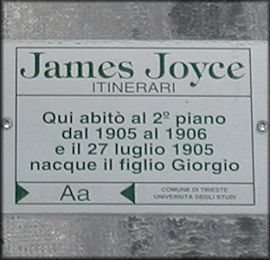 James Joyce
ITINERARI
Qui abitò al 2º piano
dal 1905 al 1906
e il 27 luglio 1905
nacque il figlio Giorgio
Aa
COMUNE DI TRIESTE
UNIVERSITÀ DEGLI STUDI